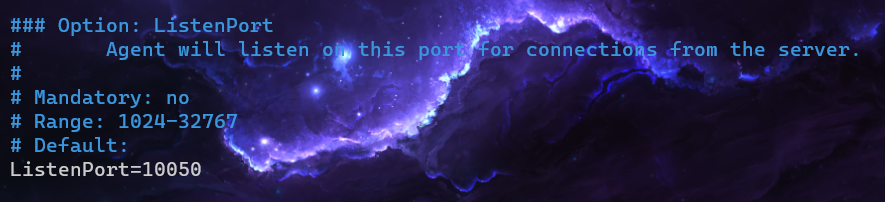 ### Option: ListenPort
#       Agent will listen on this port for connections from the server.
#
# Mandatory: no
# Range: 1024-32767
# Default:
ListenPort=10050